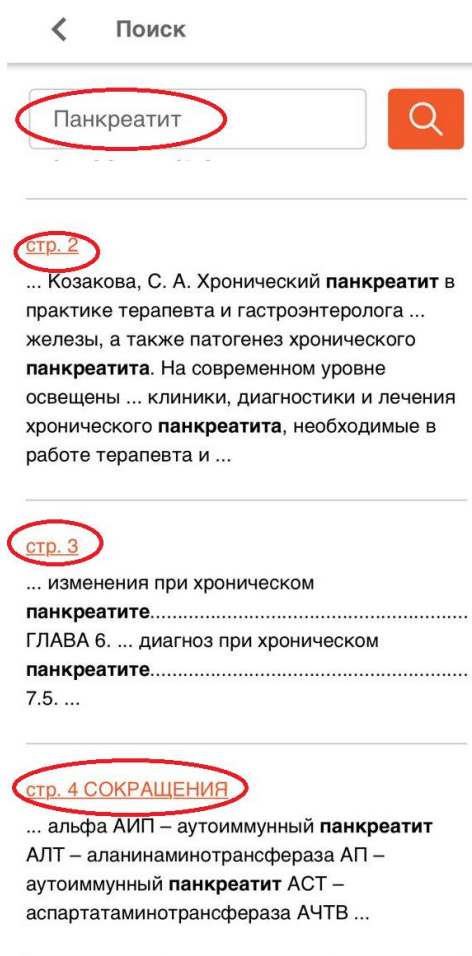 Поиск
Панкреатит
стр. 2
... Козакова, С. А. Хронический панкреатит в
практике терапевта и гастроэнтеролога ...
железы, а также патогенез хронического
панкреатита. На современном уровне
освещены ... клиники, диагностики и лечения
хронического панкреатита, необходимые в
работе терапевта и ...
стр. 3
... изменения при хроническом
панкреатите......................................................
ГЛАВА 6. ... диагноз при хроническом
панкреатите......................................................
7.5. ...
стр. 4 СОКРАЩЕНИЯ
... альфа АИП – аутоиммунный панкреатит
АЛТ – аланинаминотрансфераза АП –
аутоиммунный панкреатит АСТ –
аспартатаминотрансфераза АЧТВ ...